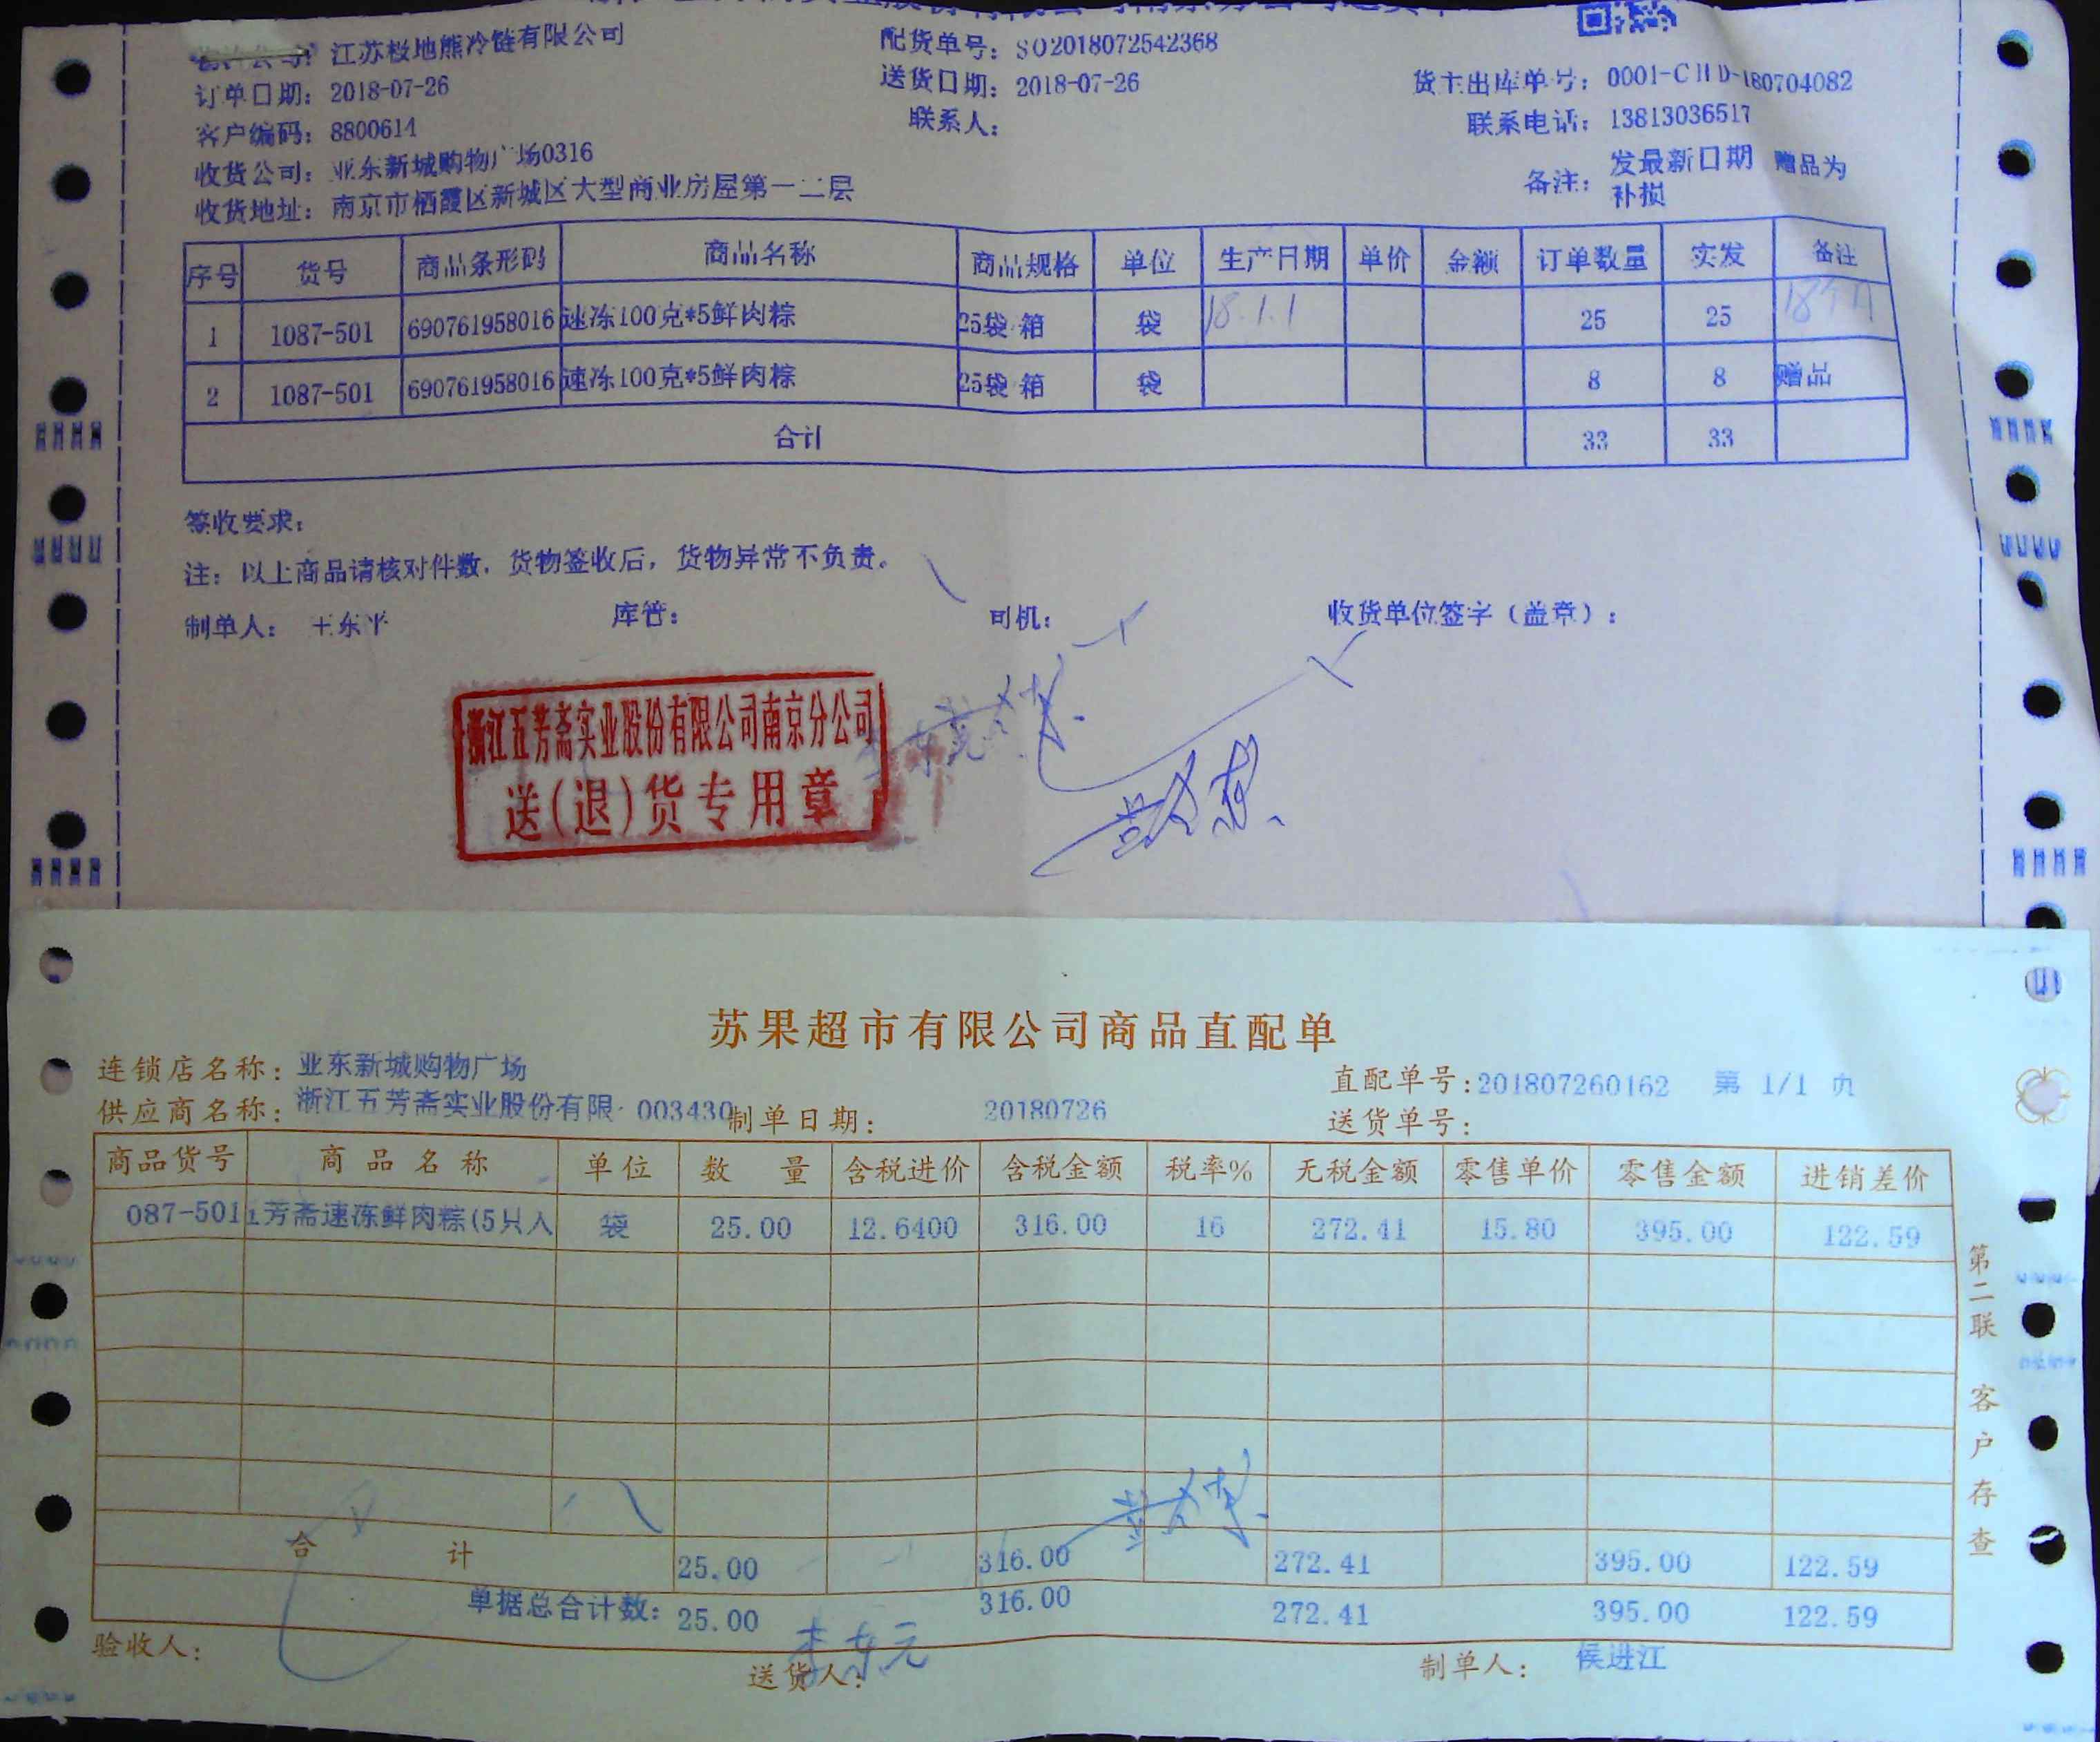 江苏极地熊冷链有限公司
配货单号：SO2018072542368
订单日期：2018-07-26
送货日期：2018-07-26
货主出库单号：0001-CHD-180704082
客户编码：8800614
联系人：
联系电话：13813036517
收货公司：亚东新城购物广场0316
备注：发最新日期 赠品为
补损
收货地址：南京市栖霞区新城区大型商业房屋第一二层
序号 货号 商品条形码 商品名称 商品规格 单位 生产日期 单价 金额 订单数量 实发 备注
1 1087-501 690761958016 速冻100克*5鲜肉粽 25袋/箱 袋 18.1.1 25 25
2 1087-501 690761958016 速冻100克*5鲜肉粽 25袋/箱 袋 8 8 赠品
合计 33 33
签收要求：
注：以上商品请核对件数，货物签收后，货物异常不负责。
制单人： 王东平 库管： 司机： 收货单位签字（盖章）：
浙江五芳斋实业股份有限公司南京分公司
送(退)货专用章
苏果超市有限公司商品直配单
连锁店名称：亚东新城购物广场
直配单号：201807260162 第 1/1 页
供应商名称：浙江五芳斋实业股份有限 003430 制单日期： 20180726
送货单号：
商品货号 商品名称 单位 数量 含税进价 含税金额 税率% 无税金额 零售单价 零售金额 进销差价
087-501 芳斋速冻鲜肉粽(5只入 袋 25.00 12.6400 316.00 16 272.41 15.80 395.00 122.59
合计 25.00 316.00 272.41 395.00 122.59
单据总合计数：25.00 316.00 272.41 395.00 122.59
验收人： 送货人：李东元 制单人： 侯进江
第二联 客户存查